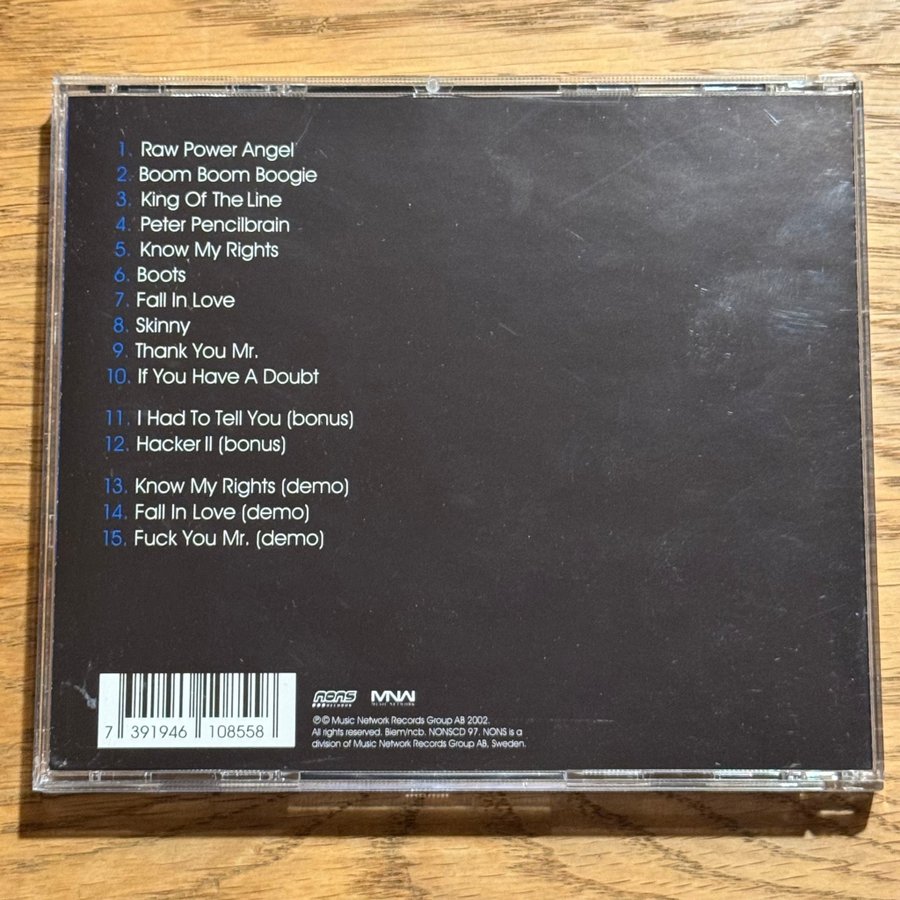 1. Raw Power Angel
2. Boom Boom Boogie
3. King Of The Line
4. Peter Pencilbrain
5. Know My Rights
6. Boots
7. Fall In Love
8. Skinny
9. Thank You Mr.
10. If You Have A Doubt
11. I Had To Tell You (bonus)
12. Hacker II (bonus)
13. Know My Rights (demo)
14. Fall In Love (demo)
15. Fuck You Mr. (demo)
7 391946 108558
nons
RECORDS
MNW
MUSIC NETWORK
℗© Music Network Records Group AB 2002.
All rights reserved. Biem/ncb. NONSCD 97. NONS is a
division of Music Network Records Group AB, Sweden.